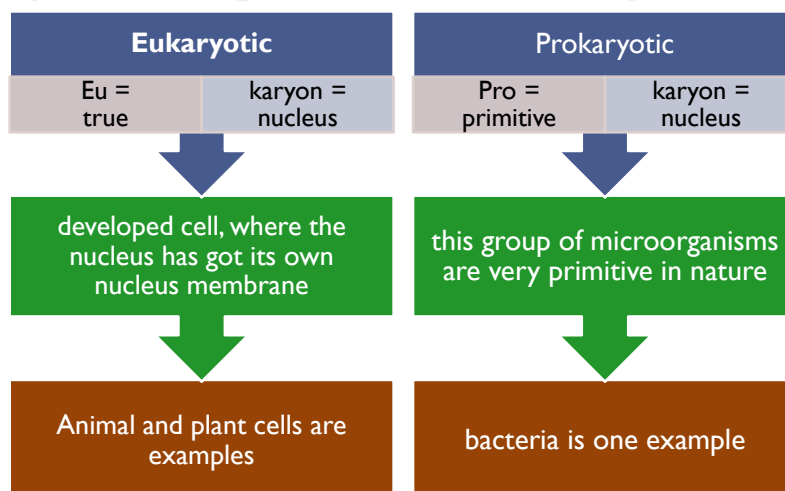 Eukaryotic
Eu =
true
karyon =
nucleus
developed cell, where the
nucleus has got its own
nucleus membrane
Animal and plant cells are
examples
Prokaryotic
Pro =
primitive
karyon =
nucleus
this group of microorganisms
are very primitive in nature
bacteria is one example